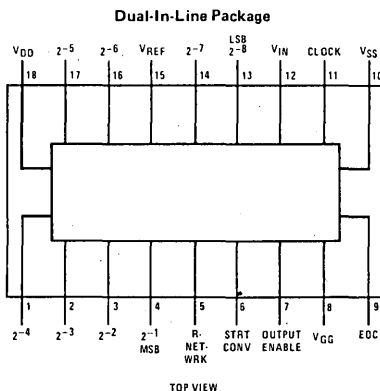 Dual-In-Line Package
LSB
VDD 2-5 2-6 VREF 2-7 2-8 VIN CLOCK VSS
18 17 16 15 14 13 12 11 10
1 2 3 4 5 6 7 8 9
2-4 2-3 2-2 2-1 R- STRT OUTPUT VGG EOC
MSB NET- CONV ENABLE
WRK
TOP VIEW